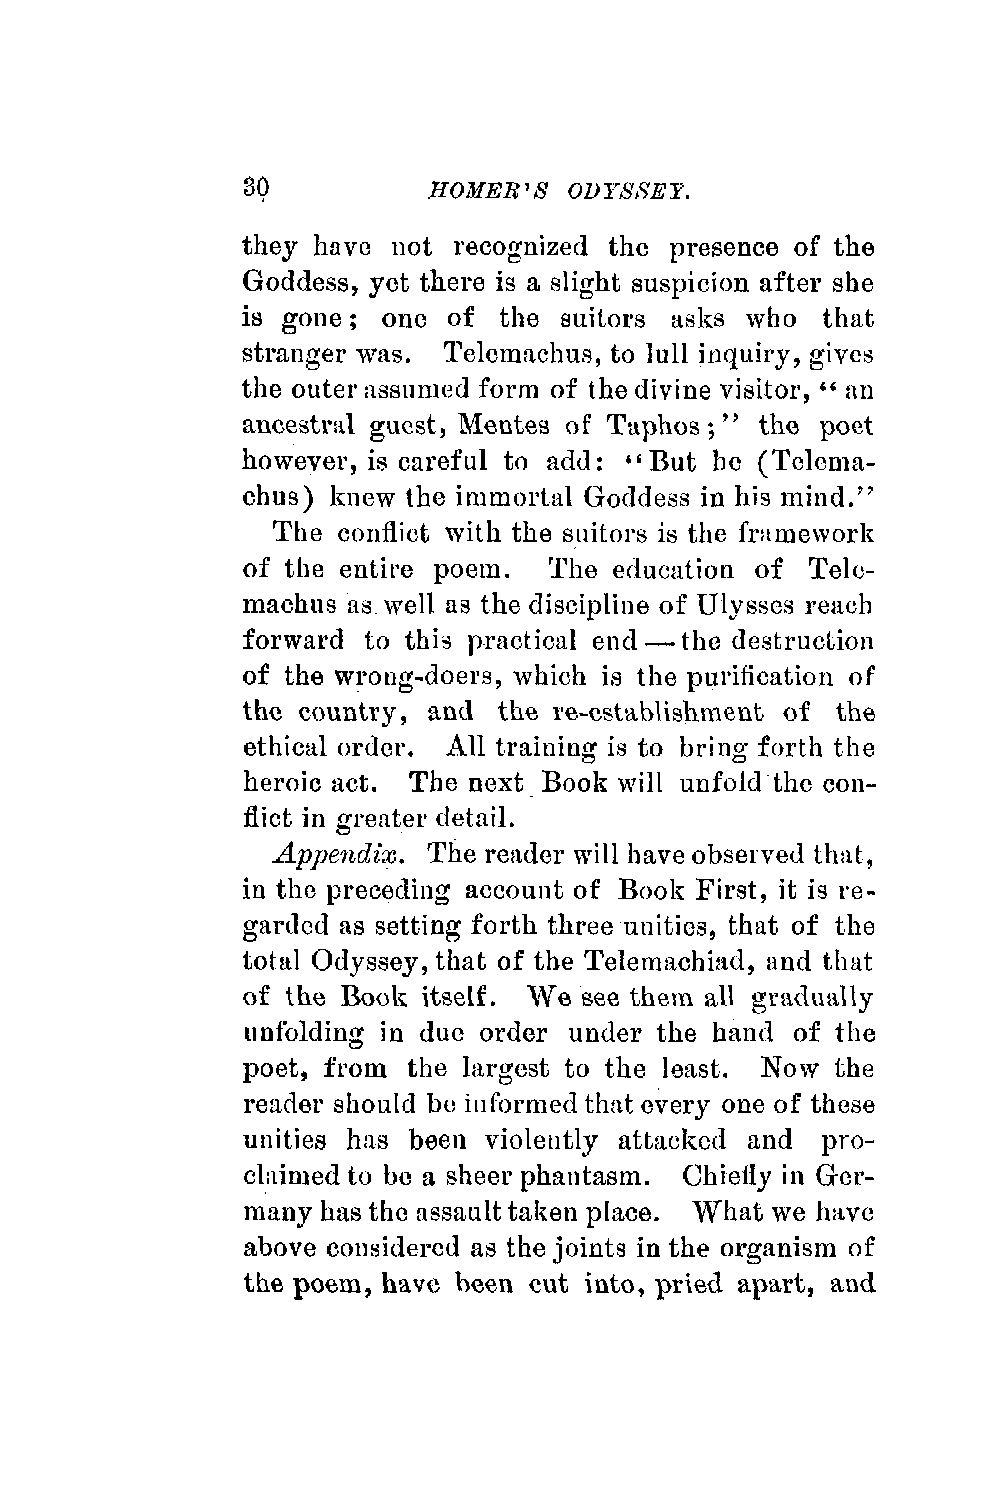 30 HOMER'S ODYSSEY.
they have not recognized the presence of the
Goddess, yet there is a slight suspicion after she
is gone; one of the suitors asks who that
stranger was. Telemachus, to lull inquiry, gives
the outer assumed form of the divine visitor, "an
ancestral guest, Mentes of Taphos;" the poet
however, is careful to add: "But he (Telema-
chus) knew the immortal Goddess in his mind."
The conflict with the suitors is the framework
of the entire poem. The education of Tele-
machus as well as the discipline of Ulysses reach
forward to this practical end — the destruction
of the wrong-doers, which is the purification of
the country, and the re-establishment of the
ethical order. All training is to bring forth the
heroic act. The next Book will unfold the con-
flict in greater detail.
Appendix. The reader will have observed that,
in the preceding account of Book First, it is re-
garded as setting forth three unities, that of the
total Odyssey, that of the Telemachiad, and that
of the Book itself. We see them all gradually
unfolding in due order under the hand of the
poet, from the largest to the least. Now the
reader should be informed that every one of these
unities has been violently attacked and pro-
claimed to be a sheer phantasm. Chiefly in Ger-
many has the assault taken place. What we have
above considered as the joints in the organism of
the poem, have been cut into, pried apart, and